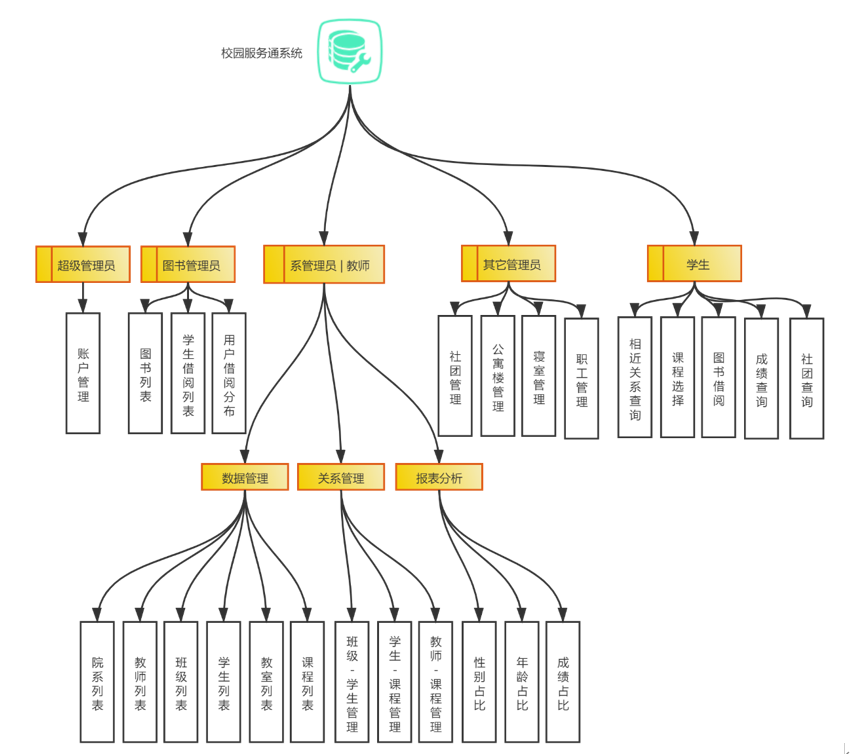 校园服务通系统
超级管理员
图书管理员
系管理员 | 教师
其它管理员
学生
账户管理
图书列表
学生借阅列表
用户借阅分布
社团管理
公寓楼管理
寝室管理
职工管理
相近关系查询
课程选择
图书借阅
成绩查询
社团查询
数据管理
关系管理
报表分析
院系列表
教师列表
班级列表
学生列表
教室列表
课程列表
班级-学生管理
学生-课程管理
教师-课程管理
性别占比
年龄占比
成绩占比